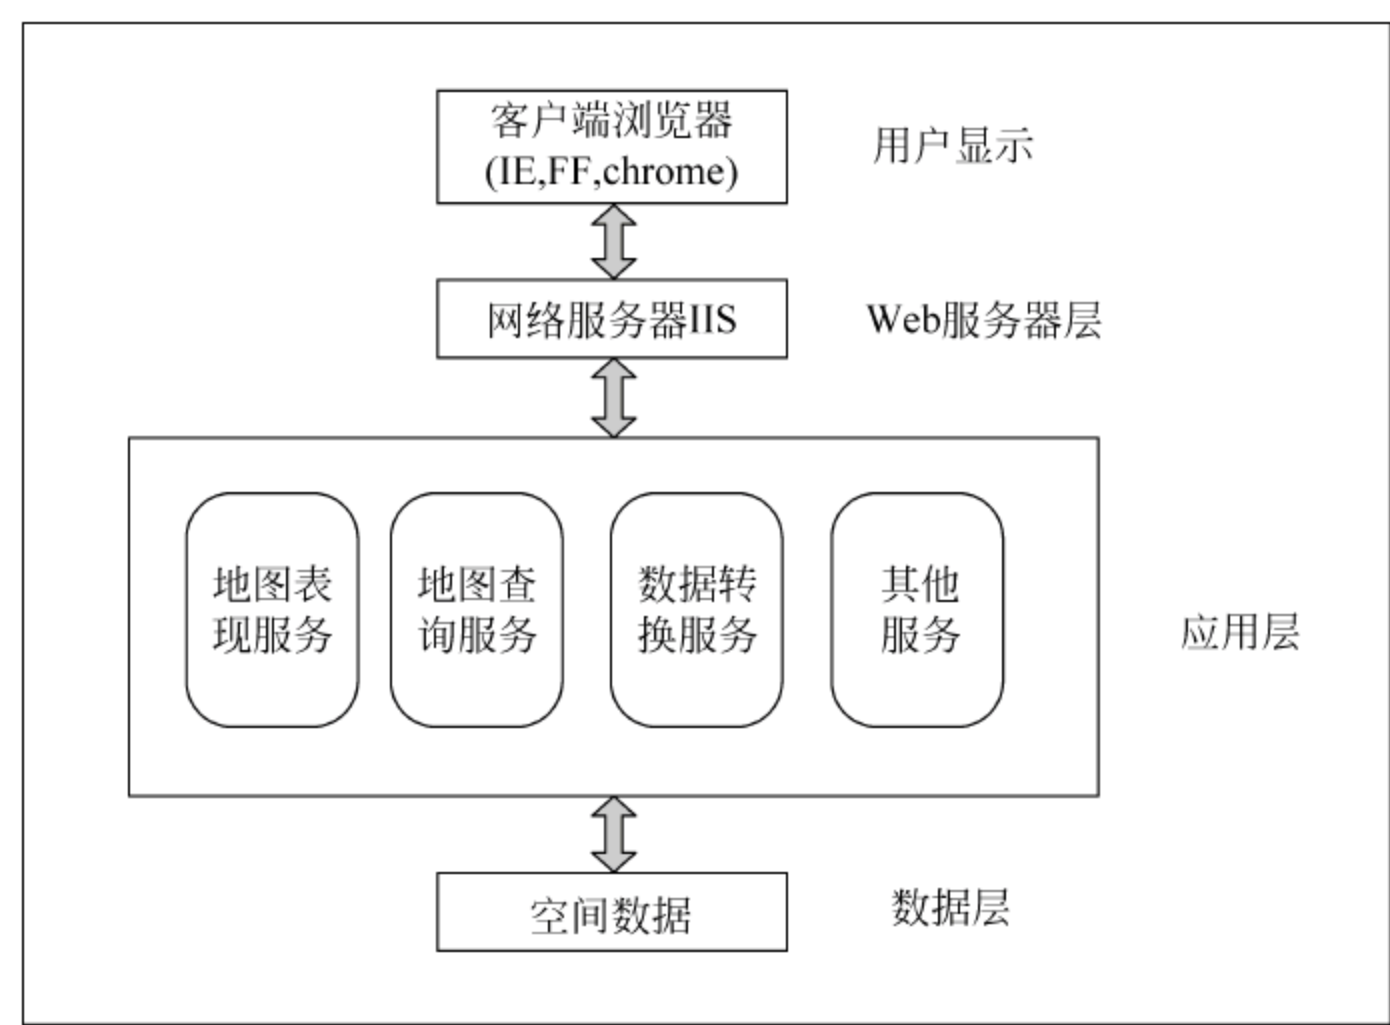 客户端浏览器
(IE,FF,chrome)
用户显示
网络服务器IIS
Web服务器层
地图表
现服务
地图查
询服务
数据转
换服务
其他
服务
应用层
空间数据
数据层